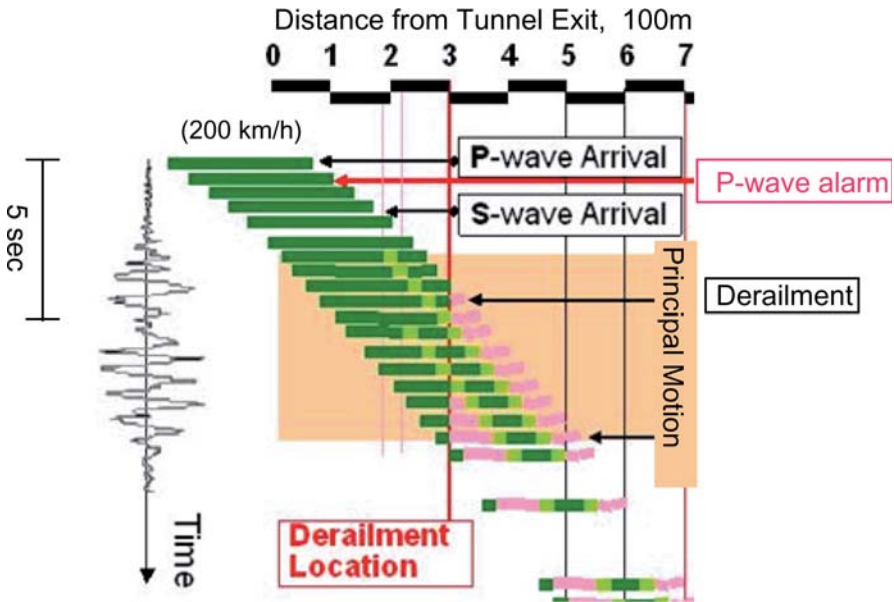 Distance from Tunnel Exit, 100m
0 1 2 3 4 5 6 7
(200 km/h)
P-wave Arrival
P-wave alarm
S-wave Arrival
5 sec
Principal Motion
Derailment
Derailment
Location
Time